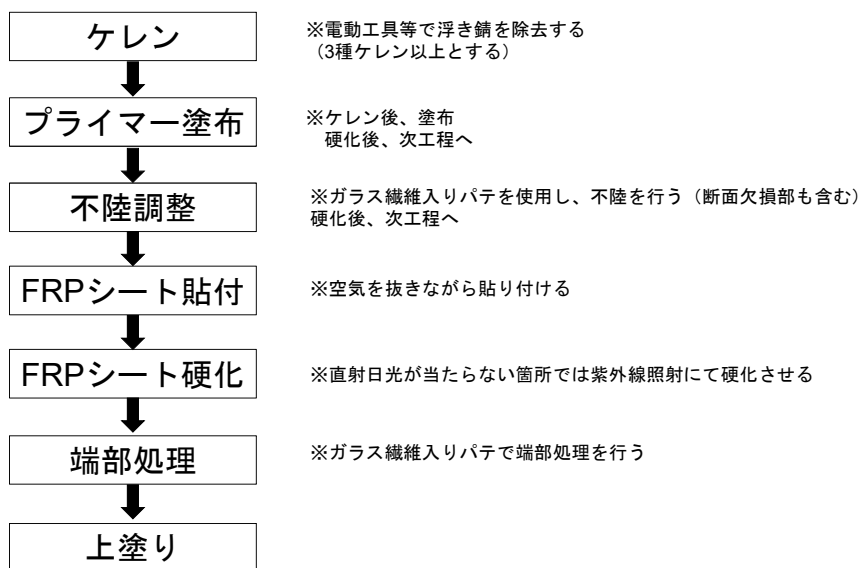 ケレン
※電動工具等で浮き錆を除去する
（3種ケレン以上とする）
プライマー塗布
※ケレン後、塗布
硬化後、次工程へ
不陸調整
※ガラス繊維入りパテを使用し、不陸を行う（断面欠損部も含む）
硬化後、次工程へ
FRPシート貼付
※空気を抜きながら貼り付ける
FRPシート硬化
※直射日光が当たらない箇所では紫外線照射にて硬化させる
端部処理
※ガラス繊維入りパテで端部処理を行う
上塗り